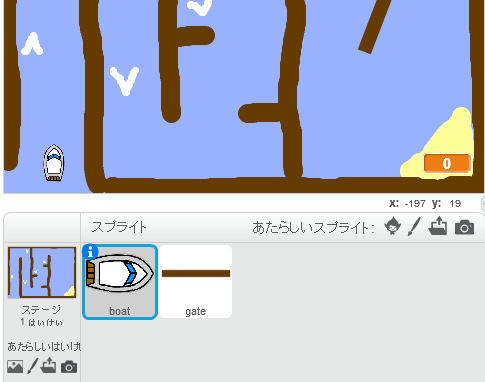 0
x: -197 y: 19
スプライト
あたらしいスプライト:
boat
gate
ステージ
1 はいけい
あたらしいはいけ